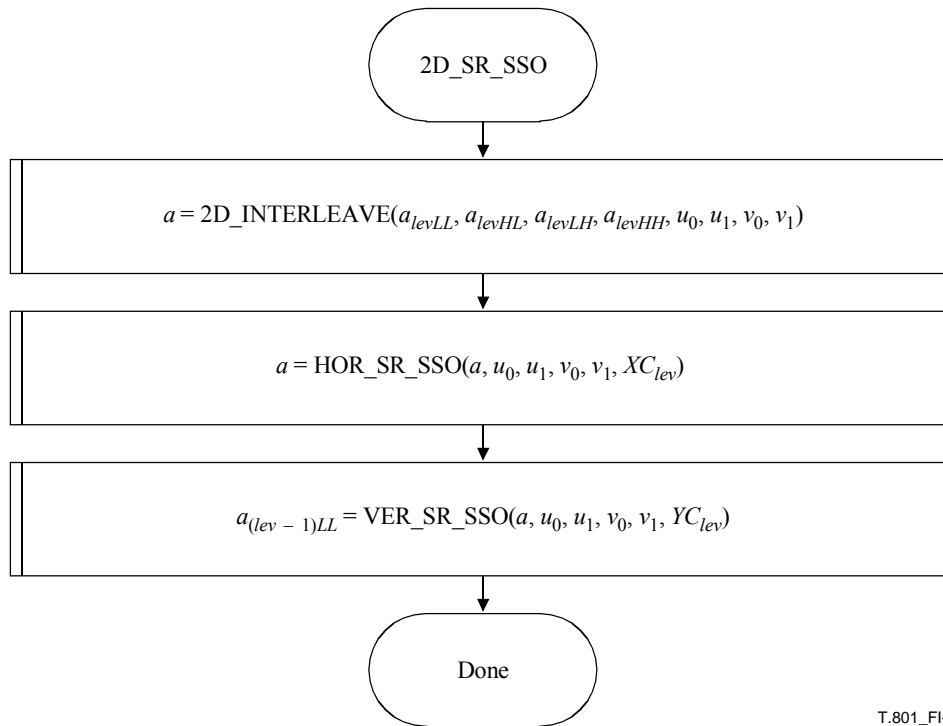 2D_SR_SSO
a = 2D_INTERLEAVE(a_levLL, a_levHL, a_levLH, a_levHH, u_0, u_1, v_0, v_1)
a = HOR_SR_SSO(a, u_0, u_1, v_0, v_1, XC_lev)
a_(lev – 1)LL = VER_SR_SSO(a, u_0, u_1, v_0, v_1, YC_lev)
Done